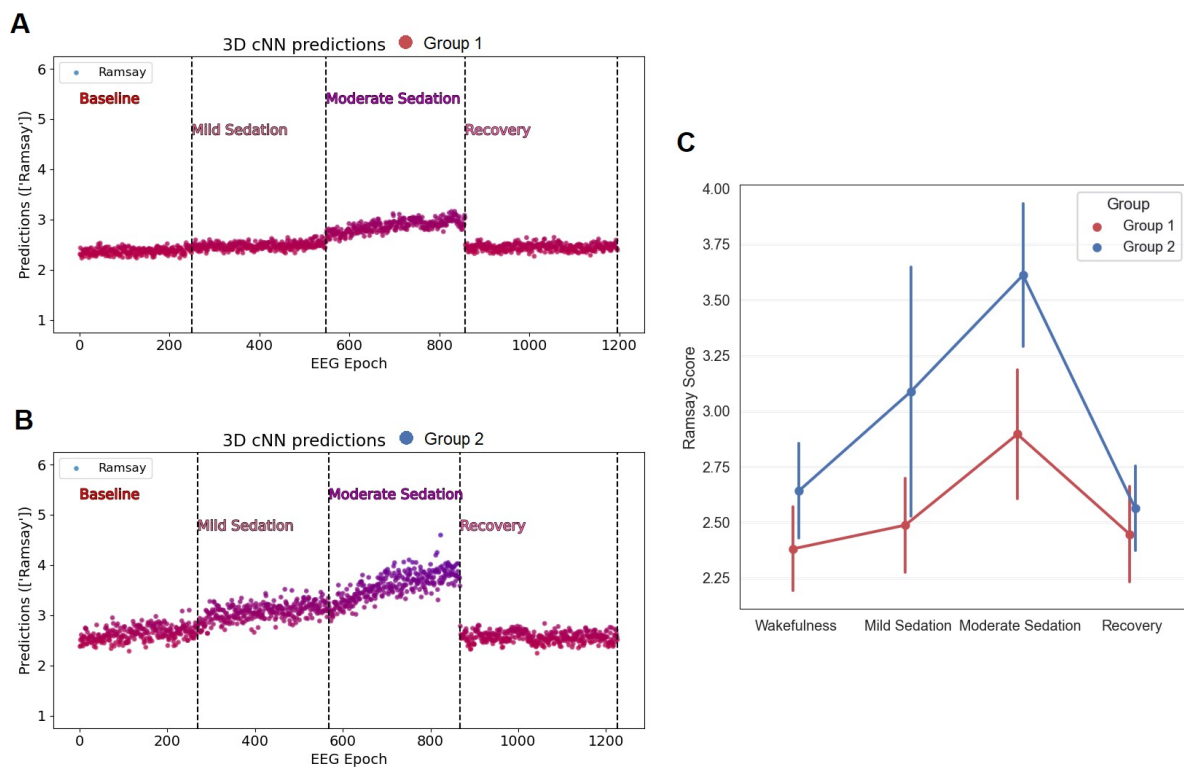 A
3D cNN predictions Group 1
Ramsay
Baseline
Mild Sedation
Moderate Sedation
Recovery
Predictions (['Ramsay'])
6
5
4
3
2
1
0 200 400 600 800 1000 1200
EEG Epoch
B
3D cNN predictions Group 2
Ramsay
Baseline
Mild Sedation
Moderate Sedation
Recovery
Predictions (['Ramsay'])
6
5
4
3
2
1
0 200 400 600 800 1000 1200
EEG Epoch
C
Group
Group 1
Group 2
Ramsay Score
4.00
3.75
3.50
3.25
3.00
2.75
2.50
2.25
Wakefulness Mild Sedation Moderate Sedation Recovery